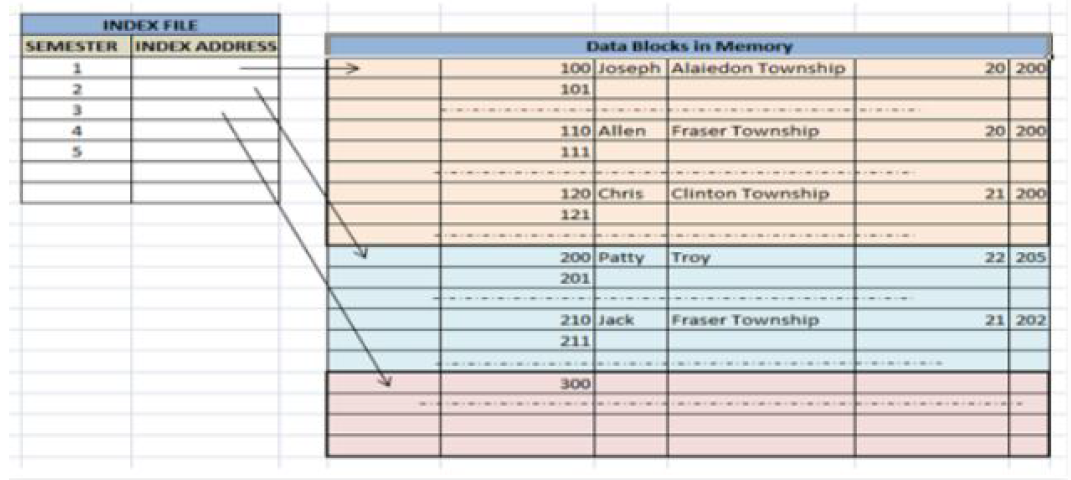 INDEX FILE
SEMESTER INDEX ADDRESS
1
2
3
4
5
Data Blocks in Memory
100 Joseph Alaiedon Township 20 200
101
110 Allen Fraser Township 20 200
111
120 Chris Clinton Township 21 200
121
200 Patty Troy 22 205
201
210 Jack Fraser Township 21 202
211
300